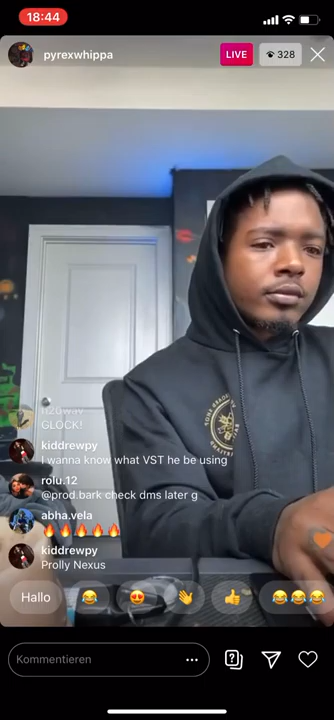 18:44
pyrexwhippa
LIVE
328
GLOCK!
kiddrewpy
I wanna know what VST he be using
rolu.12
@prod.bark check dms later g
abha.vela
🔥🔥🔥🔥🔥
kiddrewpy
Prolly Nexus
Hallo 😂 😍 👋 👍 😂😂😂
Kommentieren